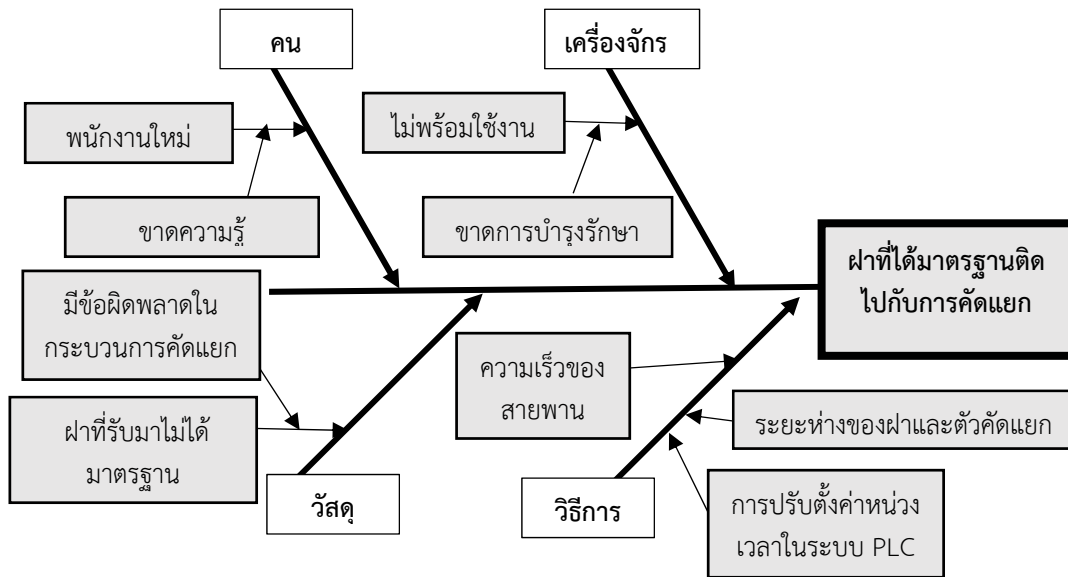 คน
เครื่องจักร
พนักงานใหม่
ไม่พร้อมใช้งาน
ขาดความรู้
ขาดการบำรุงรักษา
ฝาที่ได้มาตรฐานติด
ไปกับการคัดแยก
มีข้อผิดพลาดใน
กระบวนการคัดแยก
ความเร็วของ
สายพาน
ฝาที่รับมาไม่ได้
มาตรฐาน
ระยะห่างของฝาและตัวคัดแยก
วัสดุ
วิธีการ
การปรับตั้งค่าหน่วง
เวลาในระบบ PLC